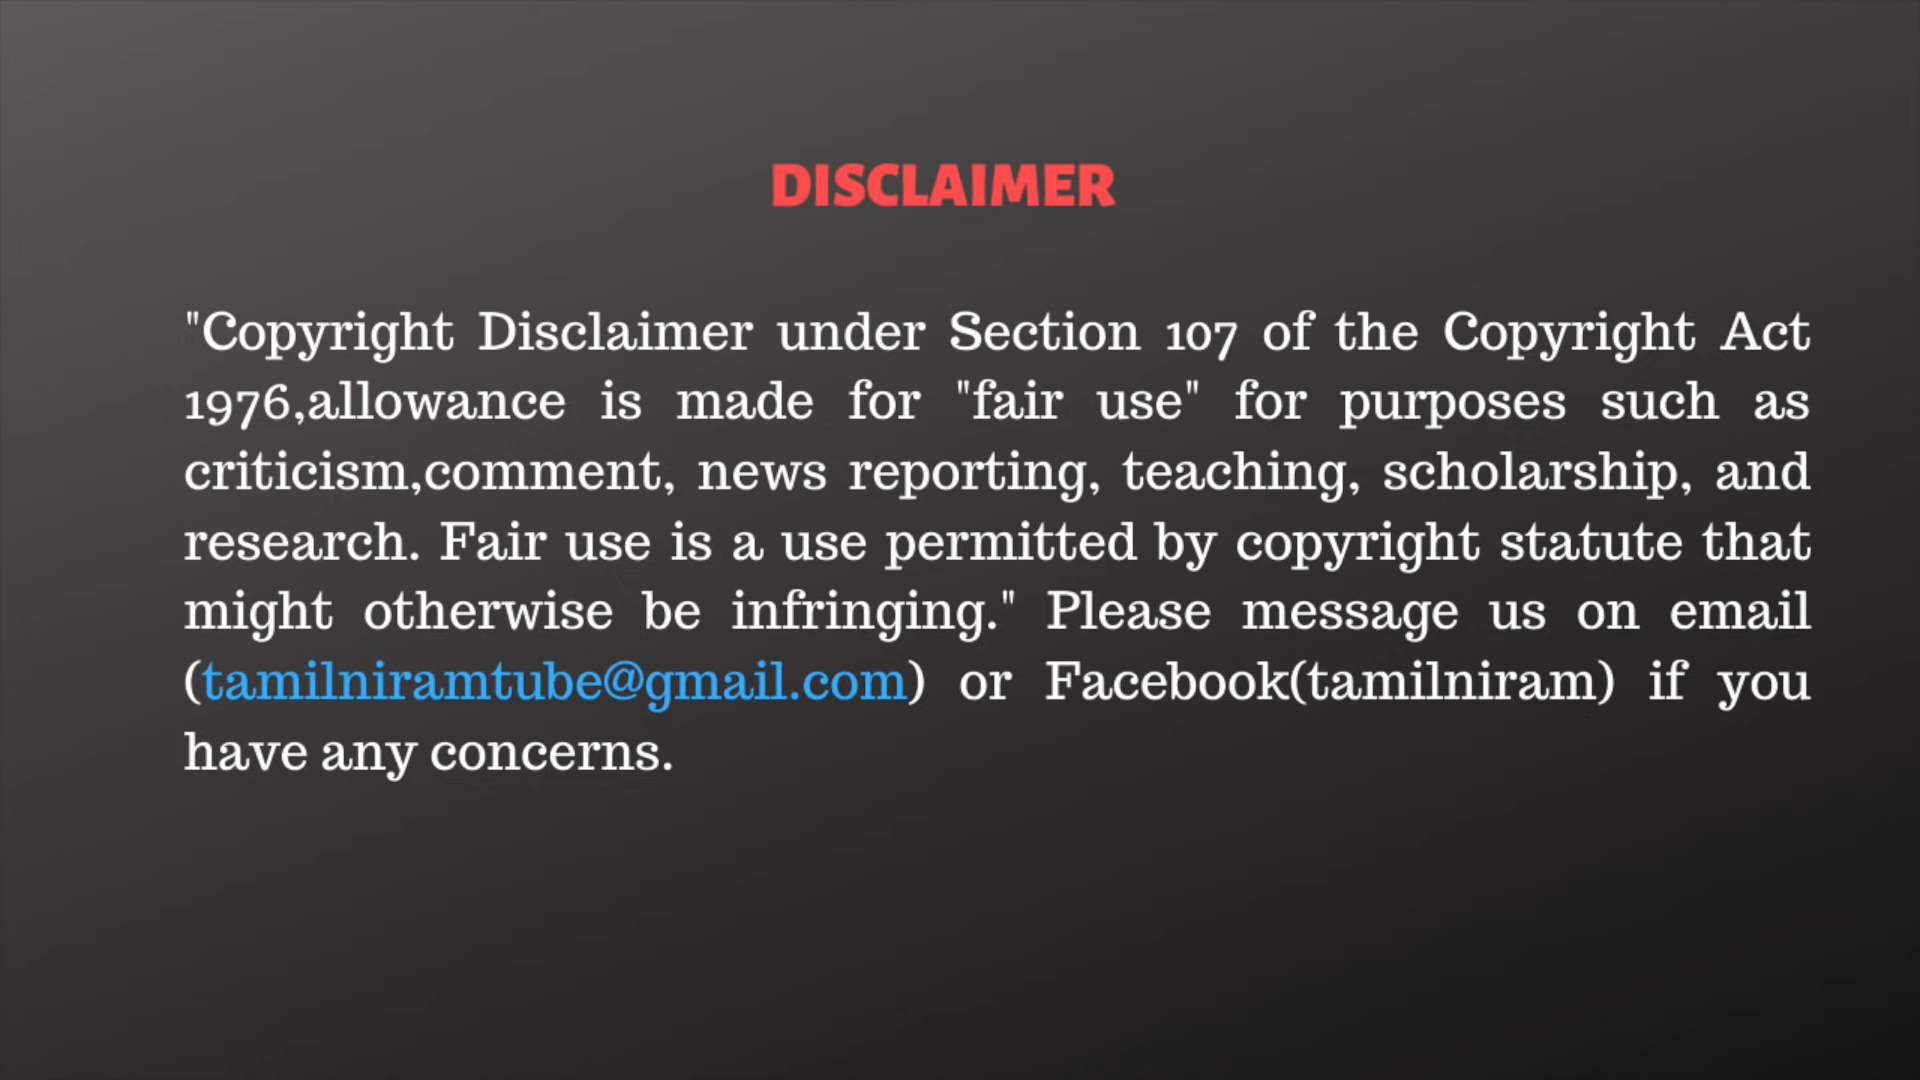 DISCLAIMER
"Copyright Disclaimer under Section 107 of the Copyright Act
1976,allowance is made for "fair use" for purposes such as
criticism,comment, news reporting, teaching, scholarship, and
research. Fair use is a use permitted by copyright statute that
might otherwise be infringing." Please message us on email
(tamilniramtube@gmail.com) or Facebook(tamilniram) if you
have any concerns.